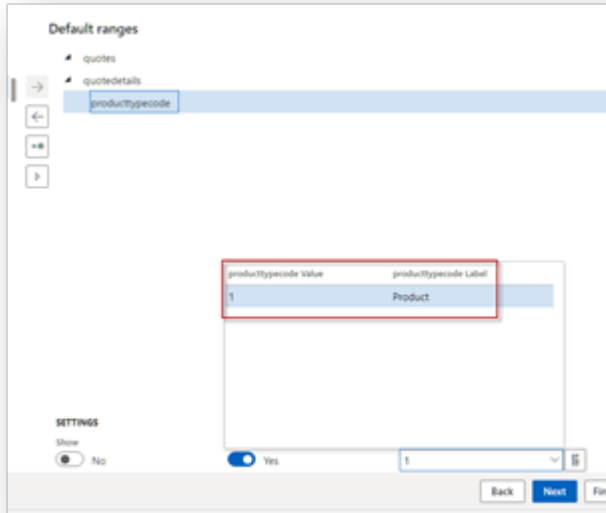 Default ranges
quotes
quotedetails
producttypecode
producttypecode Value producttypecode Label
1 Product
SETTINGS
Show
No Yes 1
Back Next